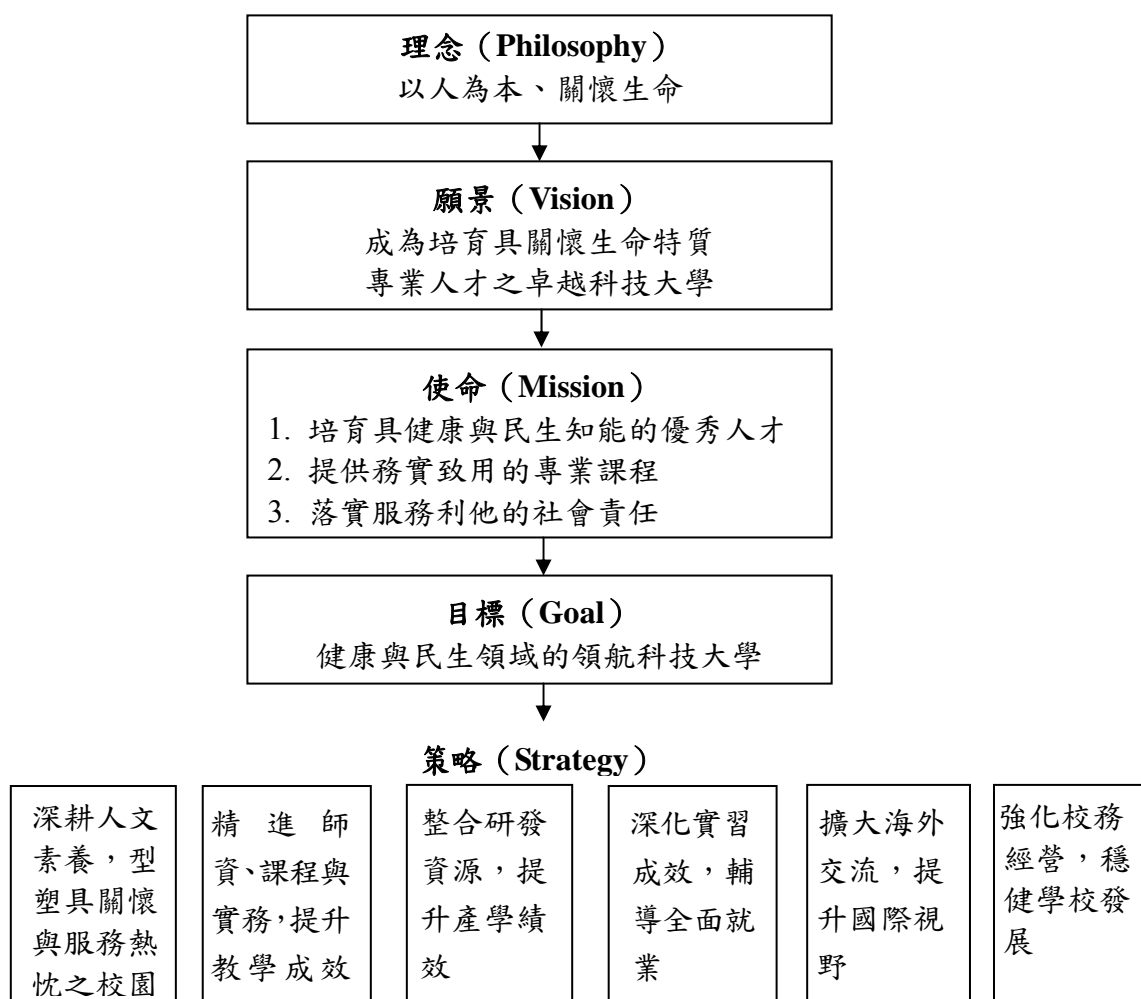 理念（Philosophy）
以人為本、關懷生命
願景（Vision）
成為培育具關懷生命特質
專業人才之卓越科技大學
使命（Mission）
1. 培育具健康與民生知能的優秀人才
2. 提供務實致用的專業課程
3. 落實服務利他的社會責任
目標（Goal）
健康與民生領域的領航科技大學
策略（Strategy）
深耕人文
素養，型
塑具關懷
與服務熱
忱之校園
精進師
資、課程與
實務，提升
教學成效
整合研發
資源，提
升產學績
效
深化實習
成效，輔
導全面就
業
擴大海外
交流，提
升國際視
野
強化校務
經營，穩
健學校發
展